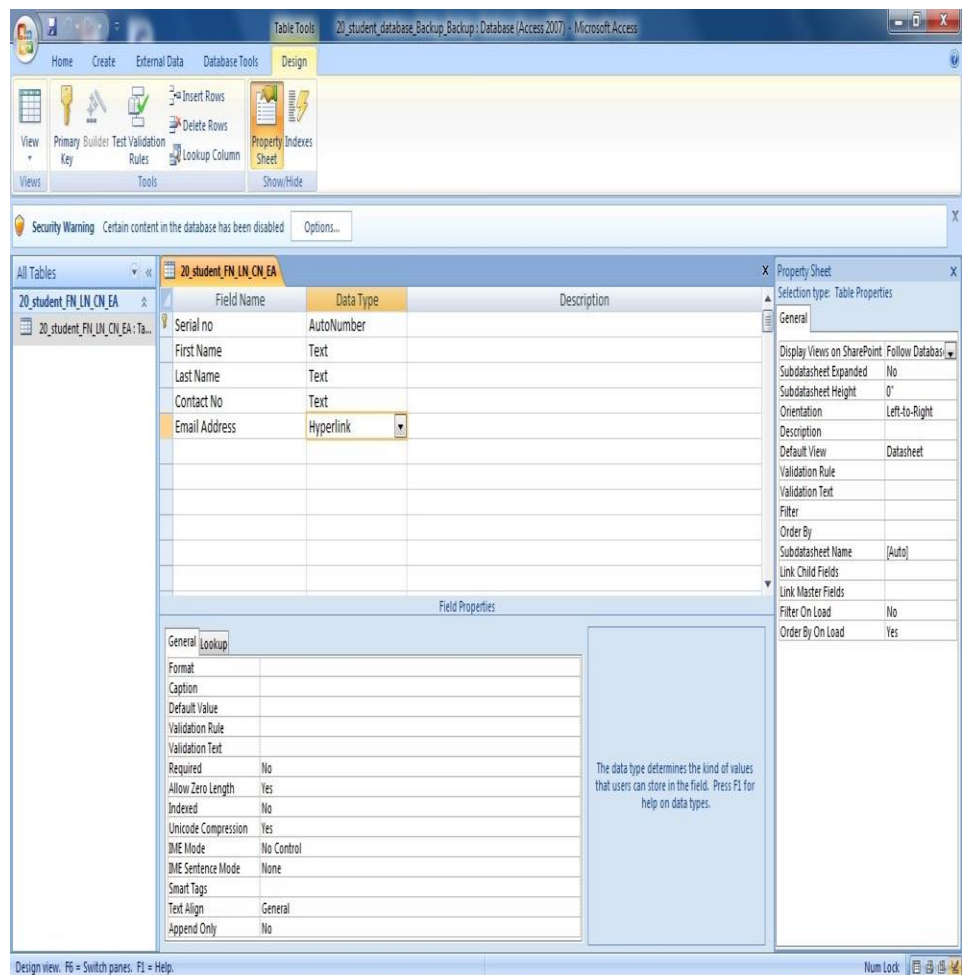 Table Tools 20_student_database_Backup_Backup : Database (Access 2007) - Microsoft Access
Home Create External Data Database Tools Design
View
Views
Primary Key
Builder
Test Validation Rules
Insert Rows
Delete Rows
Lookup Column
Tools
Property Sheet
Indexes
Show/Hide
Security Warning Certain content in the database has been disabled Options...
All Tables
20_student_FN_LN_CN_EA
20_student_FN_LN_CN_EA : Ta...
20_student_FN_LN_CN_EA
Field Name Data Type Description
Serial no AutoNumber
First Name Text
Last Name Text
Contact No Text
Email Address Hyperlink
Field Properties
General Lookup
Format
Caption
Default Value
Validation Rule
Validation Text
Required No
Allow Zero Length Yes
Indexed No
Unicode Compression Yes
IME Mode No Control
IME Sentence Mode None
Smart Tags
Text Align General
Append Only No
The data type determines the kind of values
that users can store in the field. Press F1 for
help on data types.
Property Sheet
Selection type: Table Properties
General
Display Views on SharePoint Follow Databas
Subdatasheet Expanded No
Subdatasheet Height 0"
Orientation Left-to-Right
Description
Default View Datasheet
Validation Rule
Validation Text
Filter
Order By
Subdatasheet Name [Auto]
Link Child Fields
Link Master Fields
Filter On Load No
Order By On Load Yes
Design view. F6 = Switch panes. F1 = Help. Num Lock